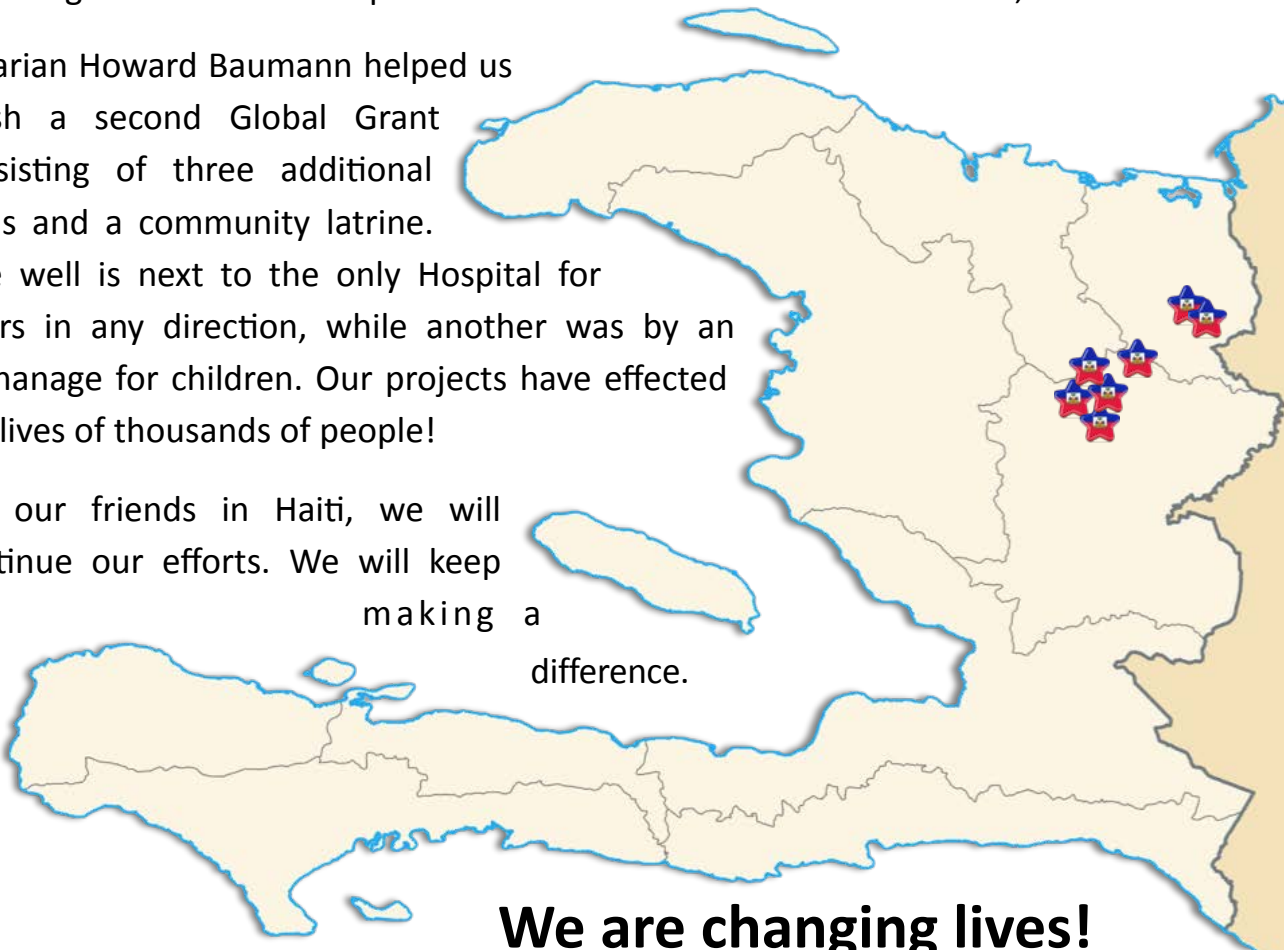 arian Howard Baumann helped us
sh a second Global Grant
sisting of three additional
s and a community latrine.
e well is next to the only Hospital for
rs in any direction, while another was by an
hanage for children. Our projects have effected
lives of thousands of people!
our friends in Haiti, we will
tinue our efforts. We will keep
making a
difference.
We are changing lives!